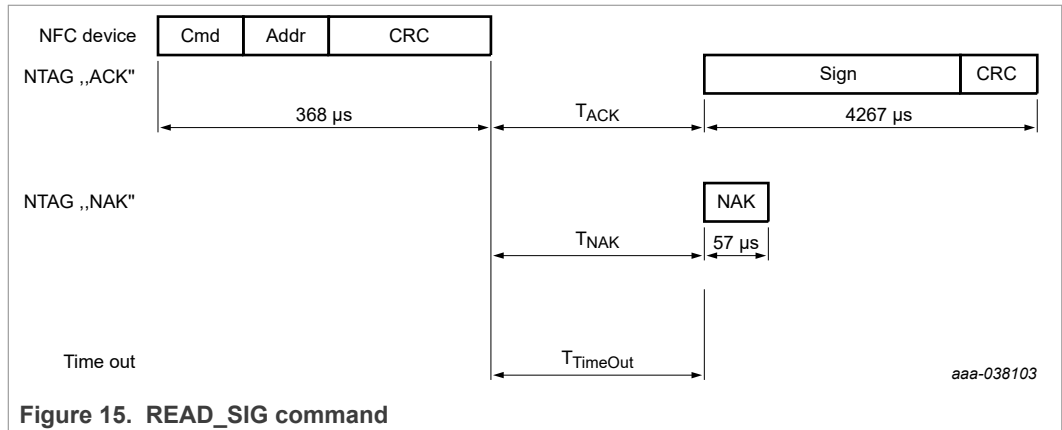 NFC device Cmd Addr CRC
NTAG ,,ACK" Sign CRC
368 µs TACK 4267 µs
NTAG ,,NAK" NAK
TNAK 57 µs
Time out TTimeOut aaa-038103
Figure 15. READ_SIG command